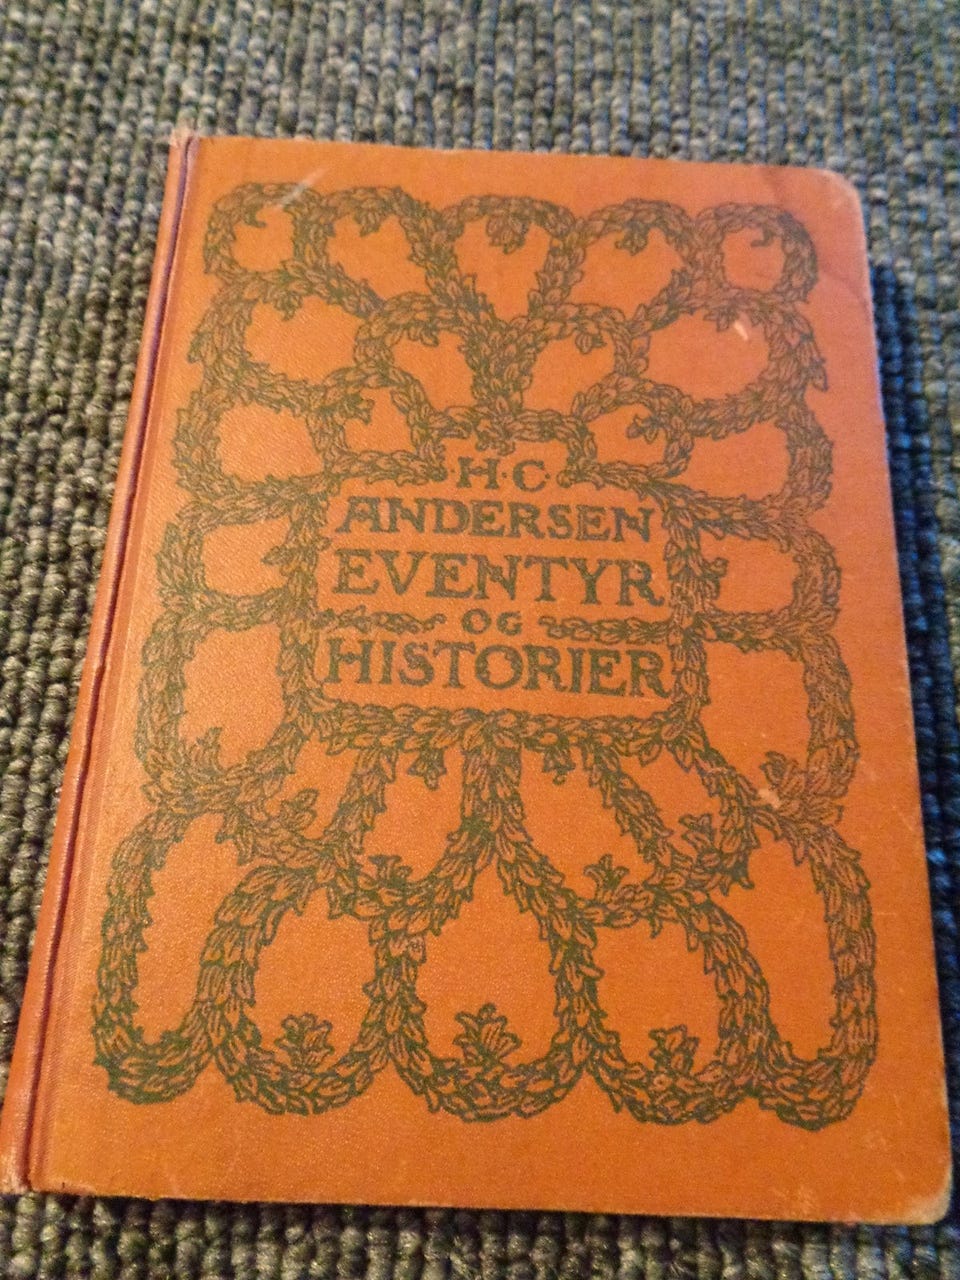 ·H·C·
ANDERSEN
EVENTYR
OG
HISTORIER